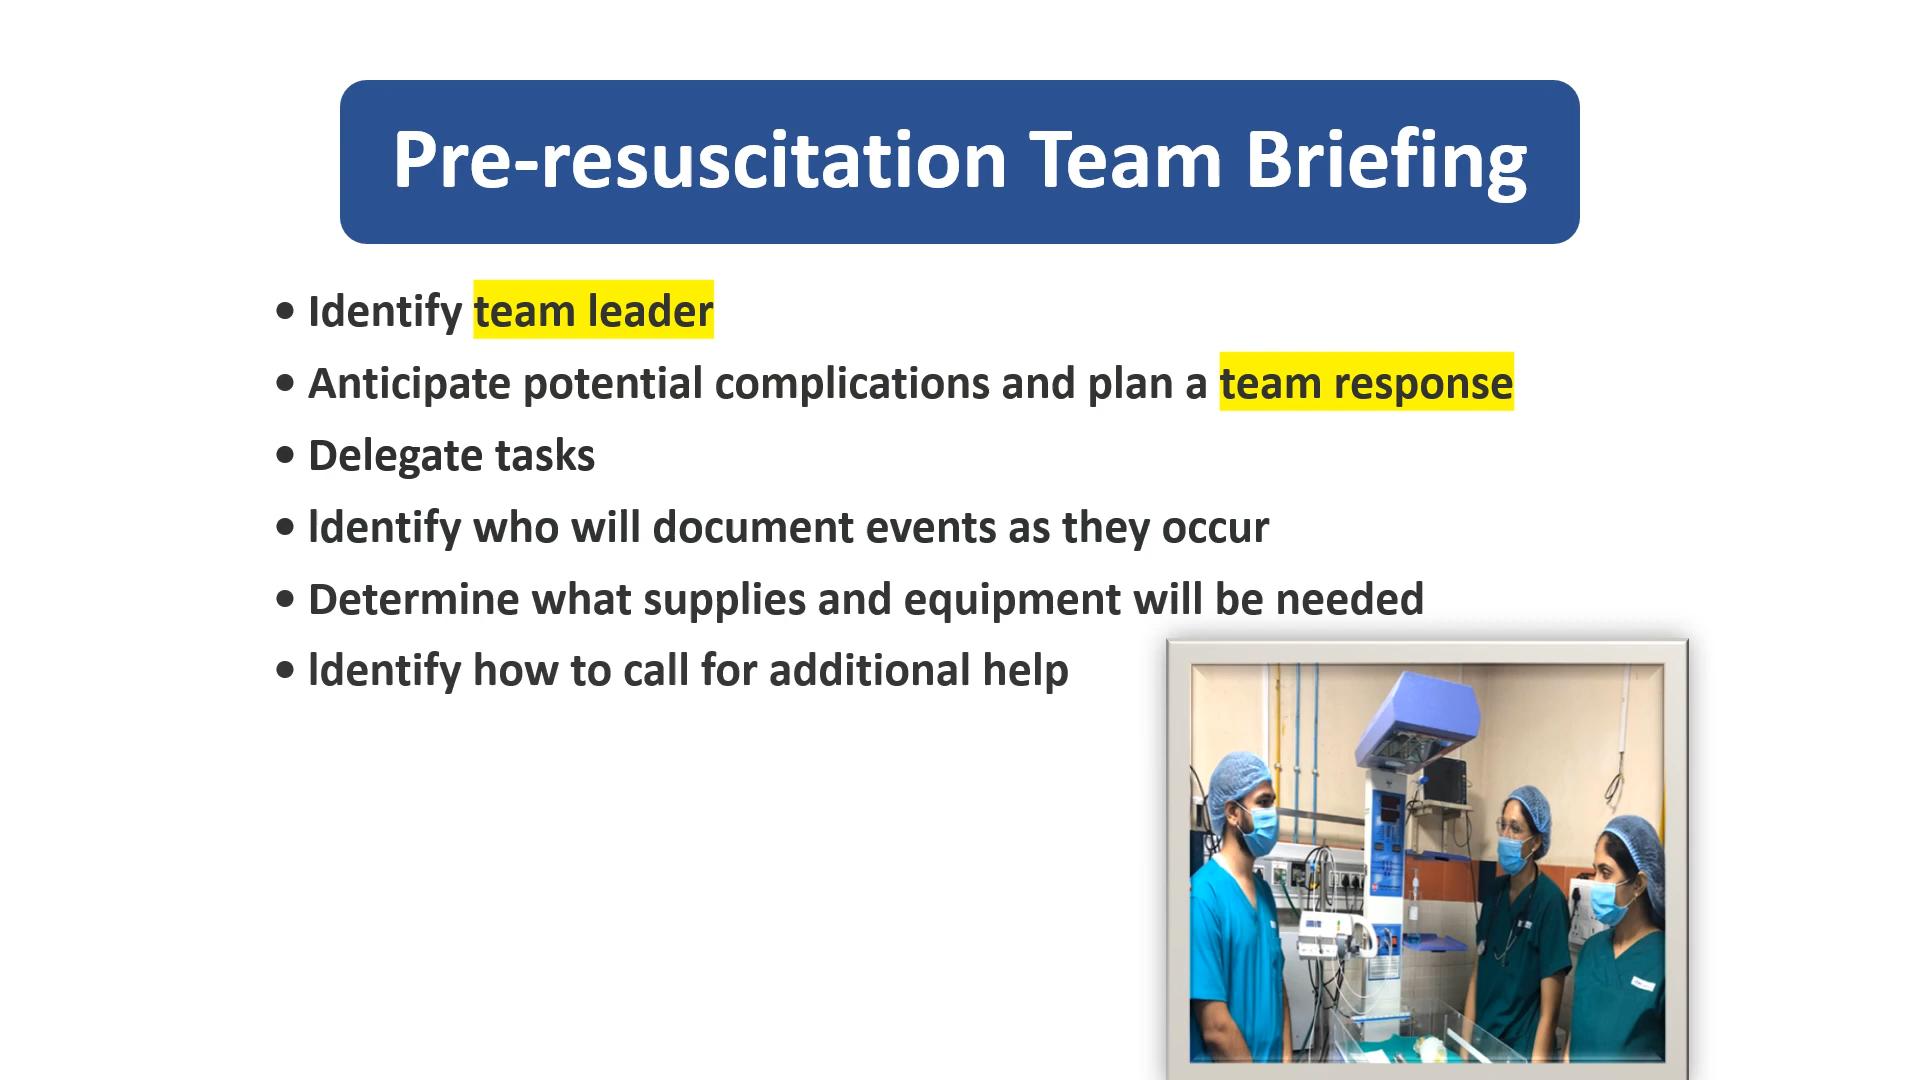 Pre-resuscitation Team Briefing
• Identify team leader
• Anticipate potential complications and plan a team response
• Delegate tasks
• Identify who will document events as they occur
• Determine what supplies and equipment will be needed
• Identify how to call for additional help